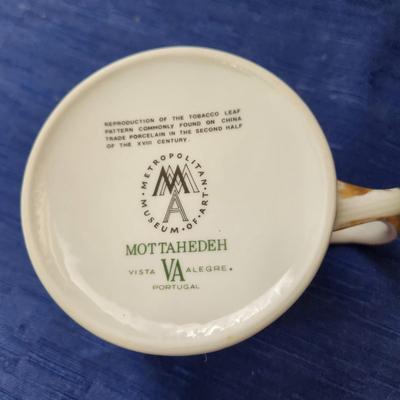 REPRODUCTION OF THE TOBACCO LEAF
PATTERN COMMONLY FOUND ON CHINA
TRADE PORCELAIN IN THE SECOND HALF
OF THE XVIII CENTURY.
METROPOLITAN · MUSEUM · OF · ART ·
MMA
MOTTAHEDEH
VISTA VA ALEGRE
PORTUGAL